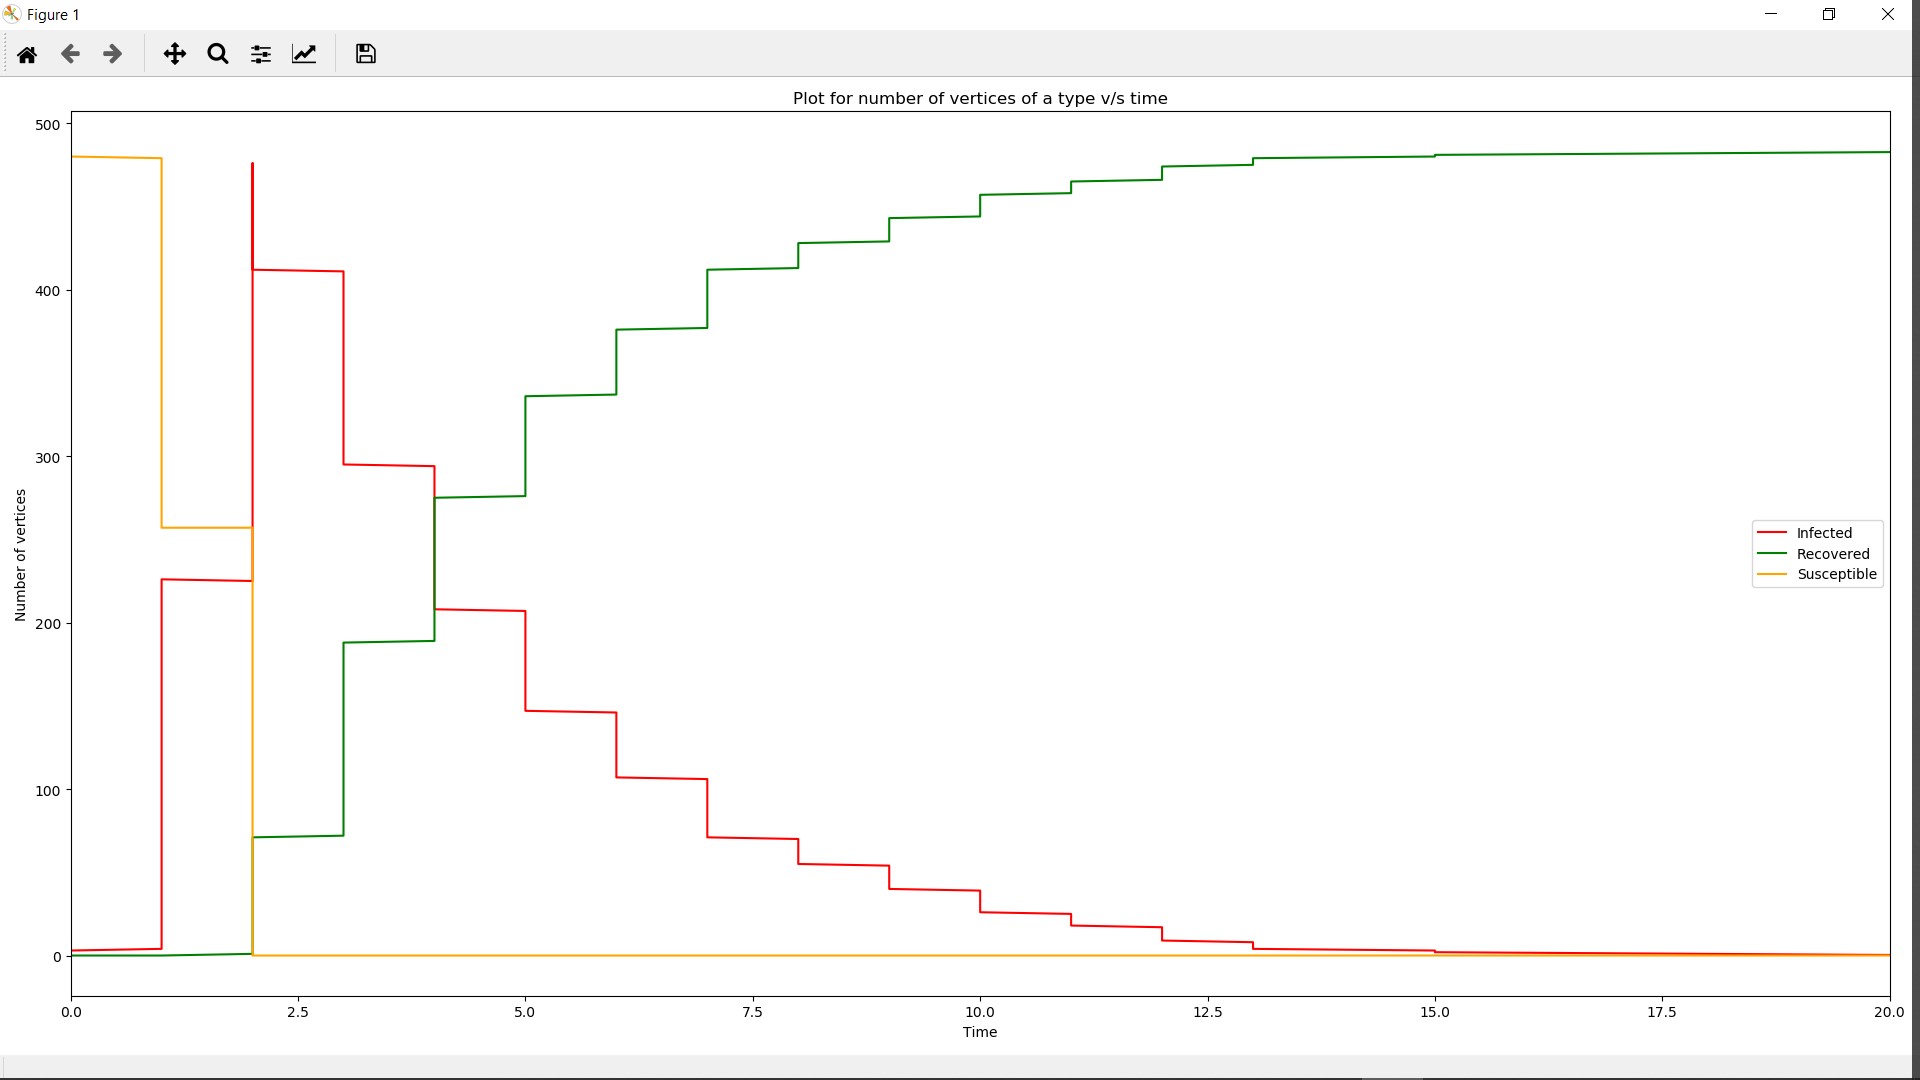 Figure 1
Plot for number of vertices of a type v/s time
500
400
300
200
100
0
Number of vertices
Infected
Recovered
Susceptible
0.0 2.5 5.0 7.5 10.0 12.5 15.0 17.5 20.0
Time